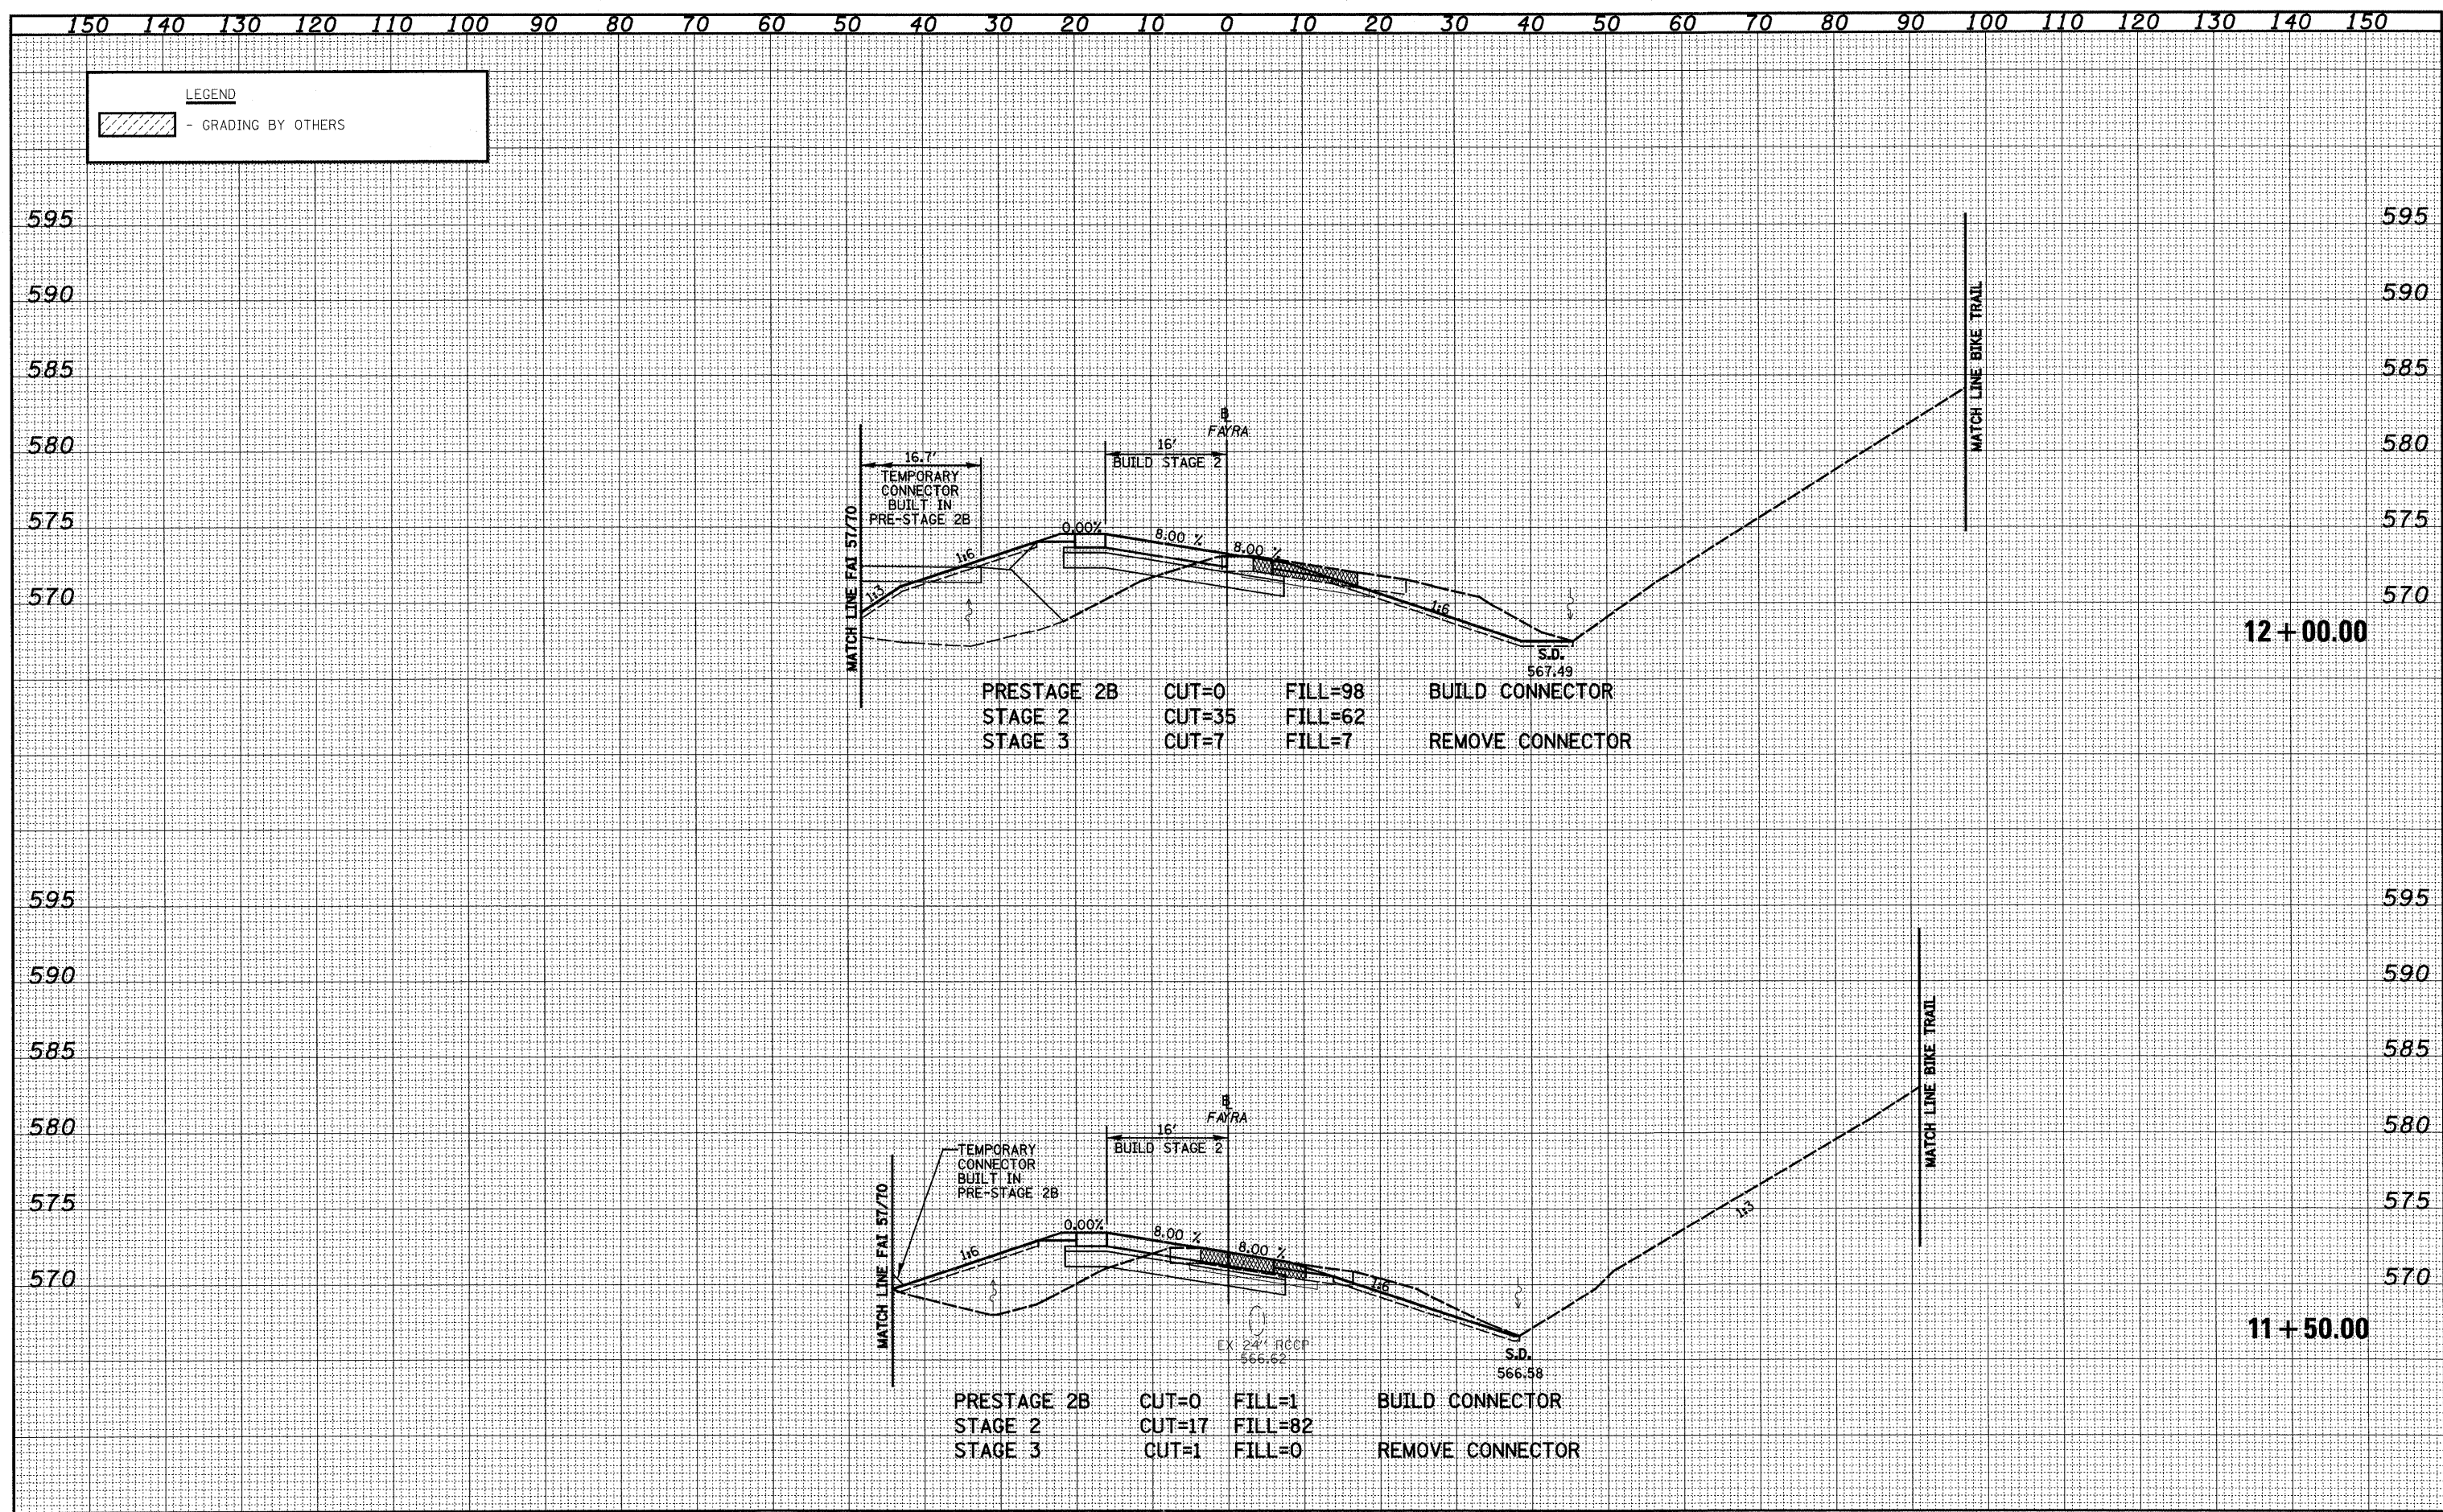 150 140 130 120 110 100 90 80 70 60 50 40 30 20 10 0 10 20 30 40 50 60 70 80 90 100 110 120 130 140 150
LEGEND
- GRADING BY OTHERS
595 595
590 590
585 585
580 580
575 575
570 570
MATCH LINE BIKE TRAIL
MATCH LINE FAI 57/70
℄
FAYRA
16'
BUILD STAGE 2
16.7'
TEMPORARY
CONNECTOR
BUILT IN
PRE-STAGE 2B
0.00%
8.00 %
8.00 %
1:6
1:3
1:6
S.D.
567.49
12+00.00
PRESTAGE 2B CUT=0 FILL=98 BUILD CONNECTOR
STAGE 2 CUT=35 FILL=62
STAGE 3 CUT=7 FILL=7 REMOVE CONNECTOR
595 595
590 590
585 585
580 580
575 575
570 570
MATCH LINE BIKE TRAIL
MATCH LINE FAI 57/70
℄
FAYRA
16'
BUILD STAGE 2
TEMPORARY
CONNECTOR
BUILT IN
PRE-STAGE 2B
0.00%
8.00 %
8.00 %
1:6
1:6
1:3
EX 24" RCCP
566.62
S.D.
566.58
11+50.00
PRESTAGE 2B CUT=0 FILL=1 BUILD CONNECTOR
STAGE 2 CUT=17 FILL=82
STAGE 3 CUT=1 FILL=0 REMOVE CONNECTOR